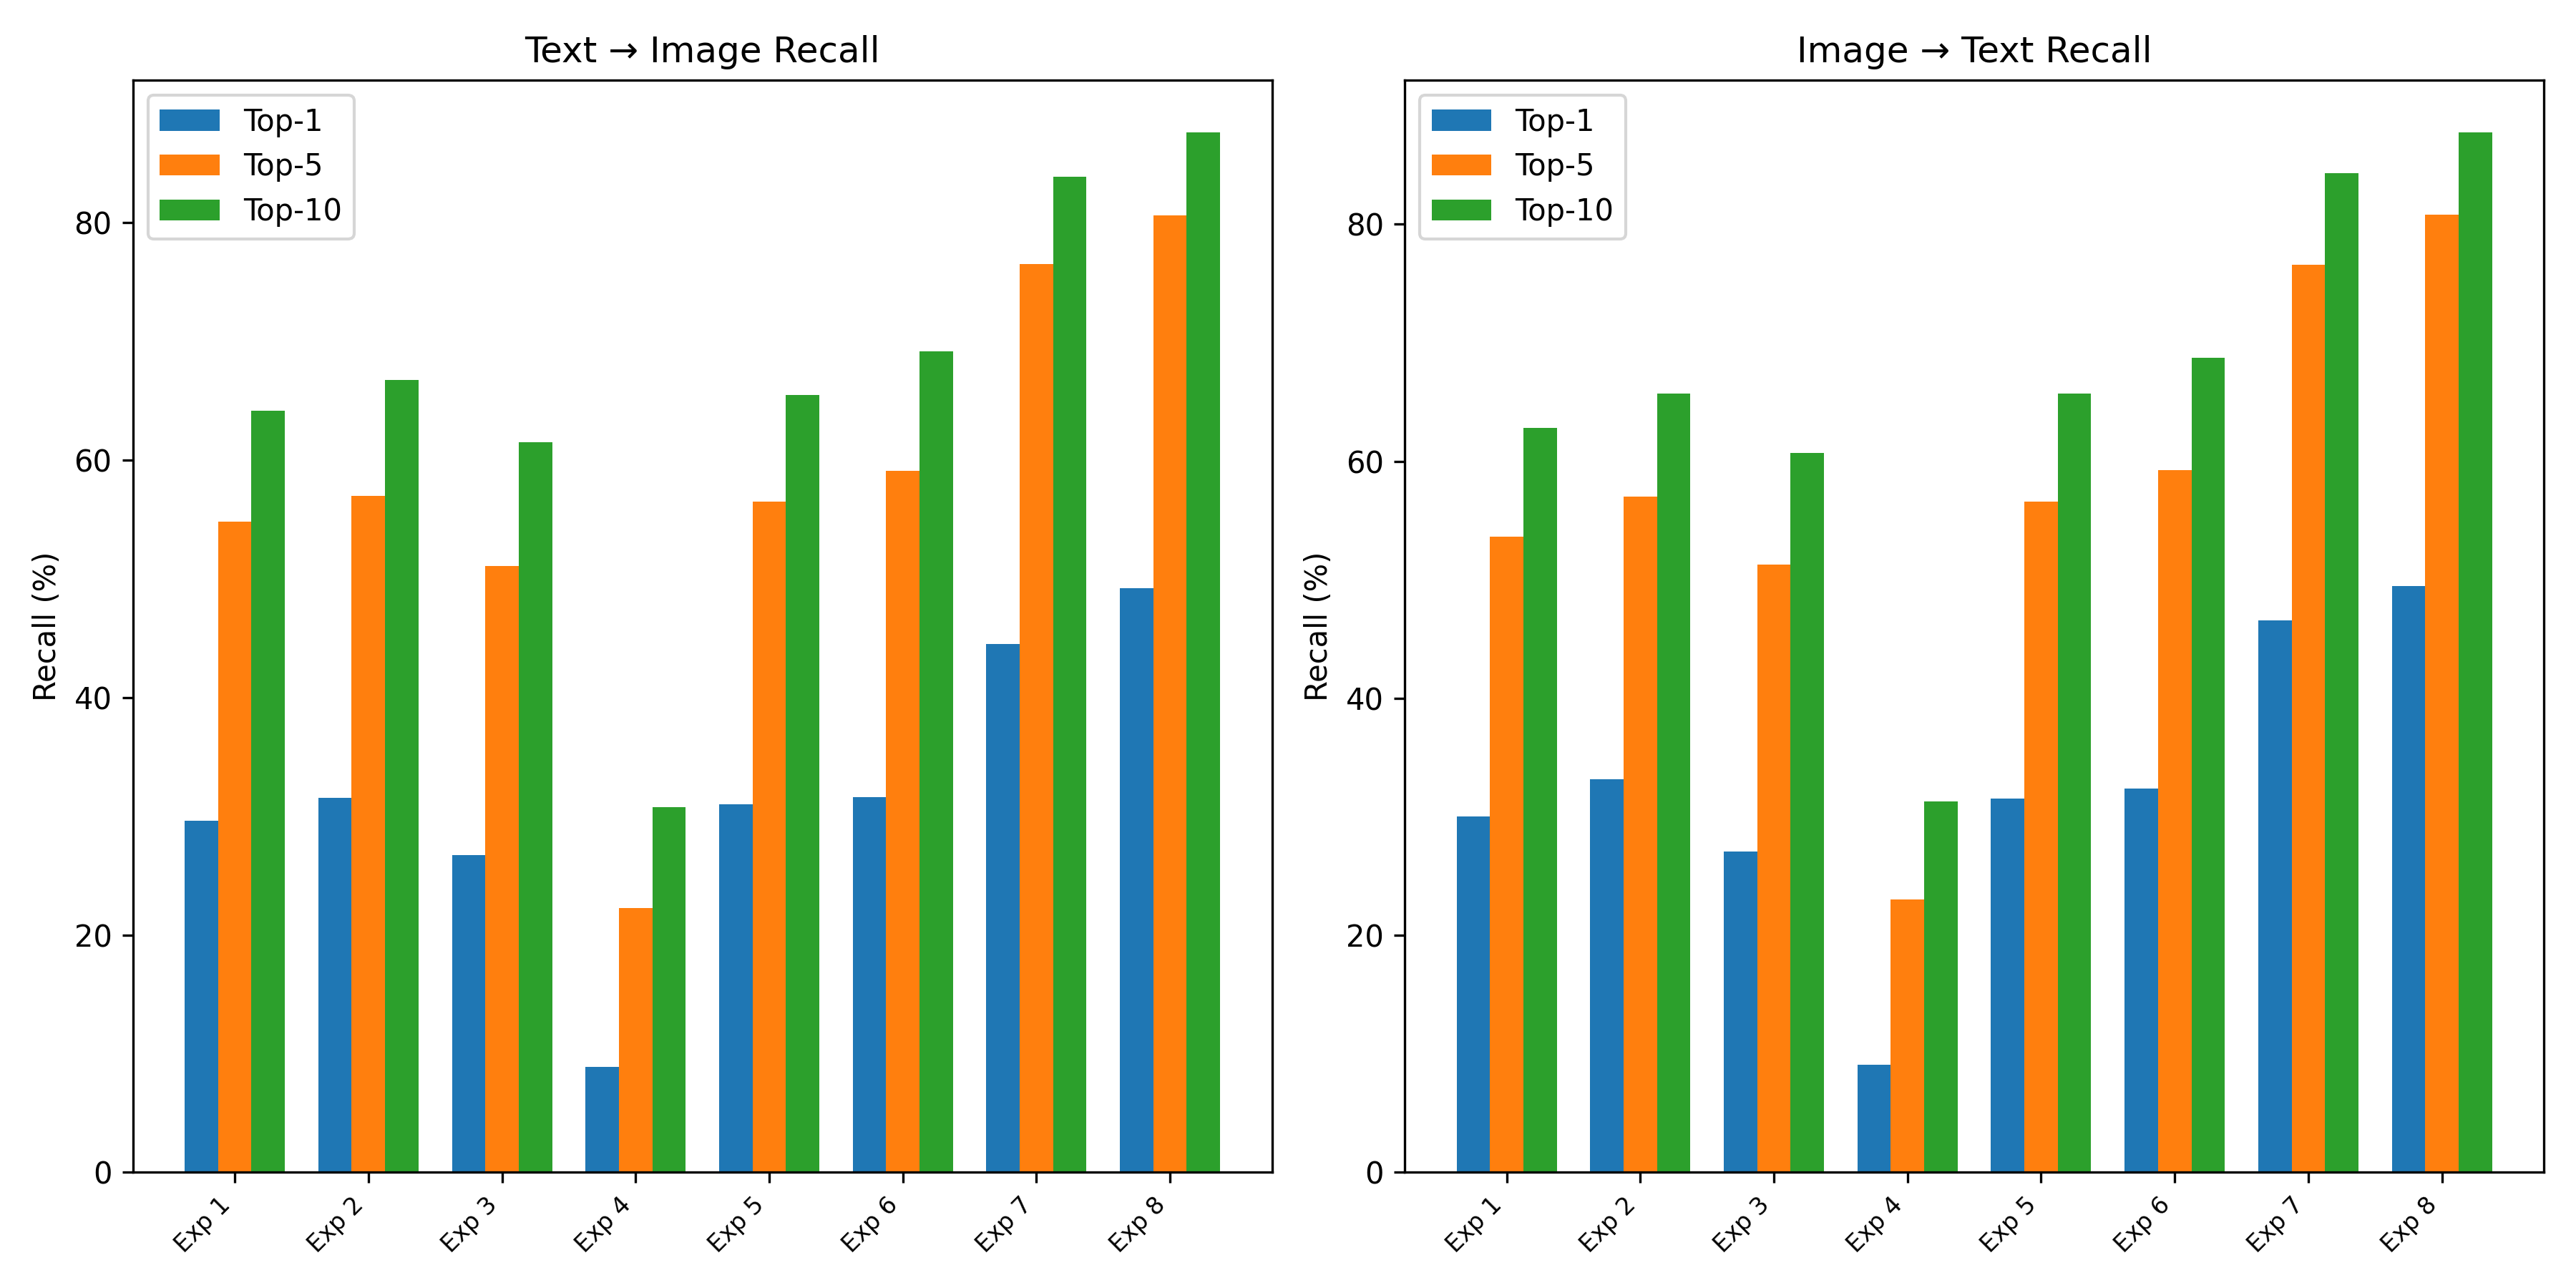 Text → Image Recall
Top-1
Top-5
Top-10
Recall (%)
80
60
40
20
0
Exp 1
Exp 2
Exp 3
Exp 4
Exp 5
Exp 6
Exp 7
Exp 8
Image → Text Recall
Top-1
Top-5
Top-10
Recall (%)
80
60
40
20
0
Exp 1
Exp 2
Exp 3
Exp 4
Exp 5
Exp 6
Exp 7
Exp 8